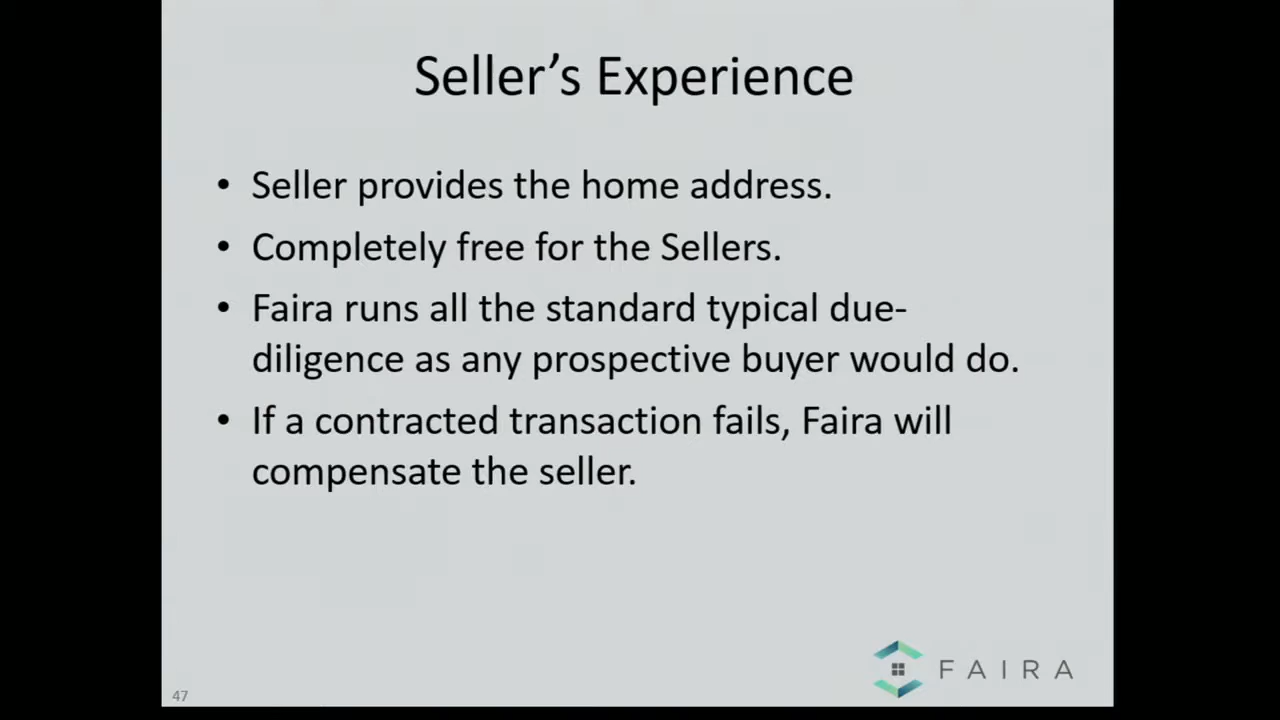 Seller’s Experience
• Seller provides the home address.
• Completely free for the Sellers.
• Faira runs all the standard typical due-
diligence as any prospective buyer would do.
• If a contracted transaction fails, Faira will
compensate the seller.
FAIRA
47